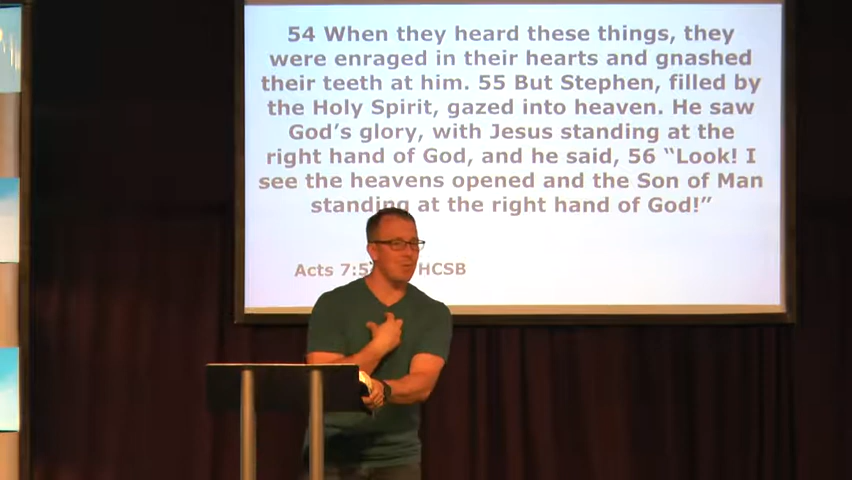 54 When they heard these things, they
were enraged in their hearts and gnashed
their teeth at him. 55 But Stephen, filled by
the Holy Spirit, gazed into heaven. He saw
God’s glory, with Jesus standing at the
right hand of God, and he said, 56 “Look! I
see the heavens opened and the Son of Man
standing at the right hand of God!”
Acts 7:5 HCSB